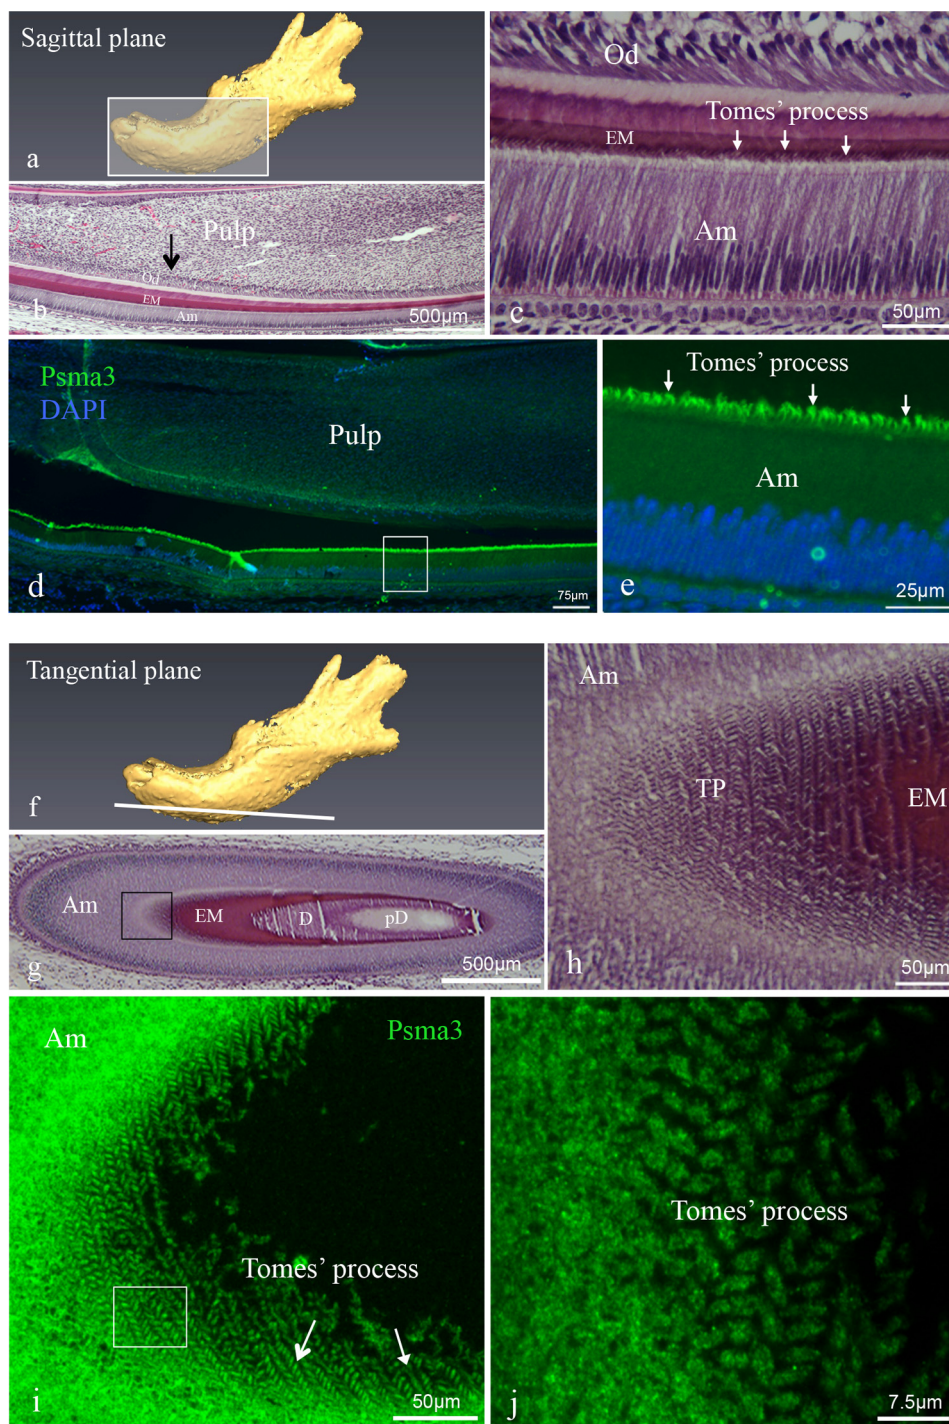 Sagittal plane
a
Pulp
Od
EM
Am
b
500µm
Od
Tomes’ process
EM
Am
c
50µm
Psma3
DAPI
Pulp
d
75µm
Tomes’ process
Am
e
25µm
Tangential plane
f
Am
EM
D
pD
g
500µm
Am
TP
EM
h
50µm
Am
Psma3
Tomes’ process
i
50µm
Tomes’ process
j
7.5µm